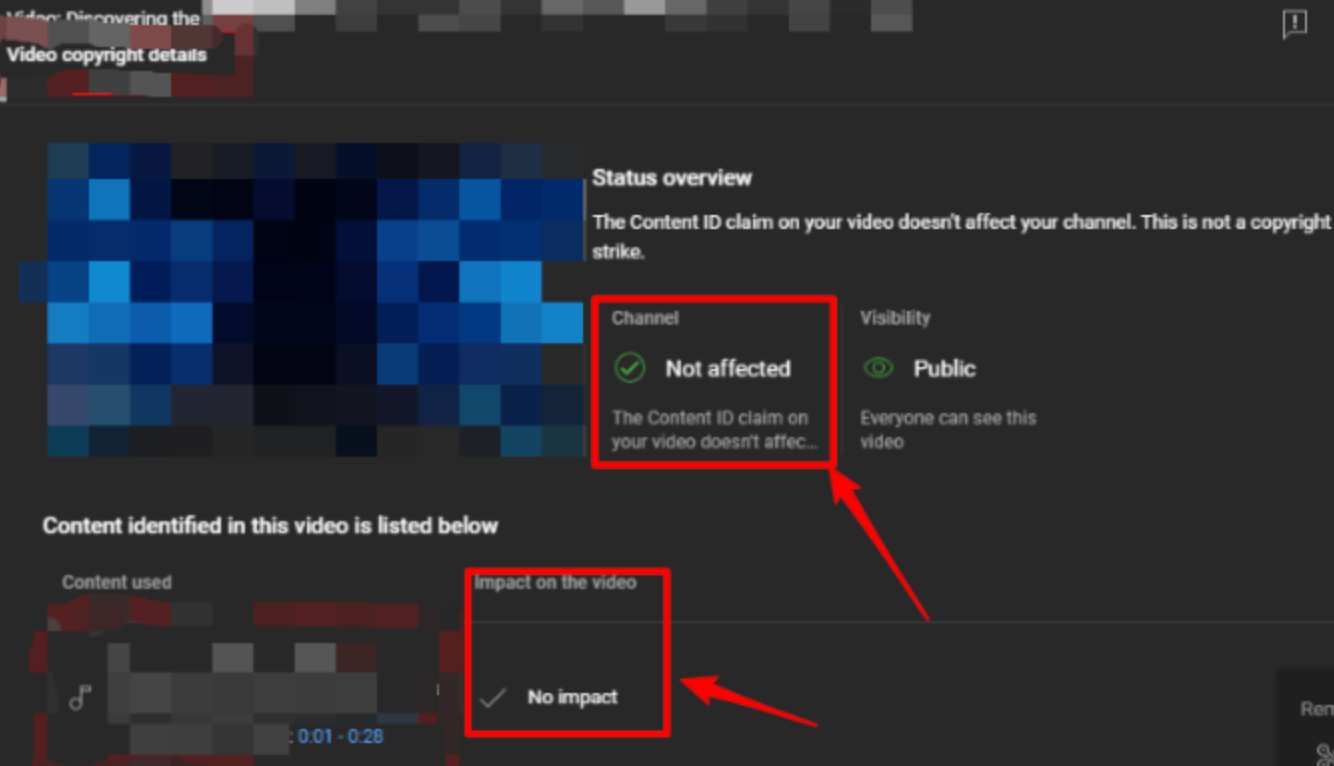 Video: Discovering the
Video copyright details
Status overview
The Content ID claim on your video doesn't affect your channel. This is not a copyright
strike.
Channel
Visibility
Not affected
Public
The Content ID claim on
your video doesn't affec...
Everyone can see this
video
Content identified in this video is listed below
Content used
Impact on the video
No impact
: 0:01 - 0:28
Ren